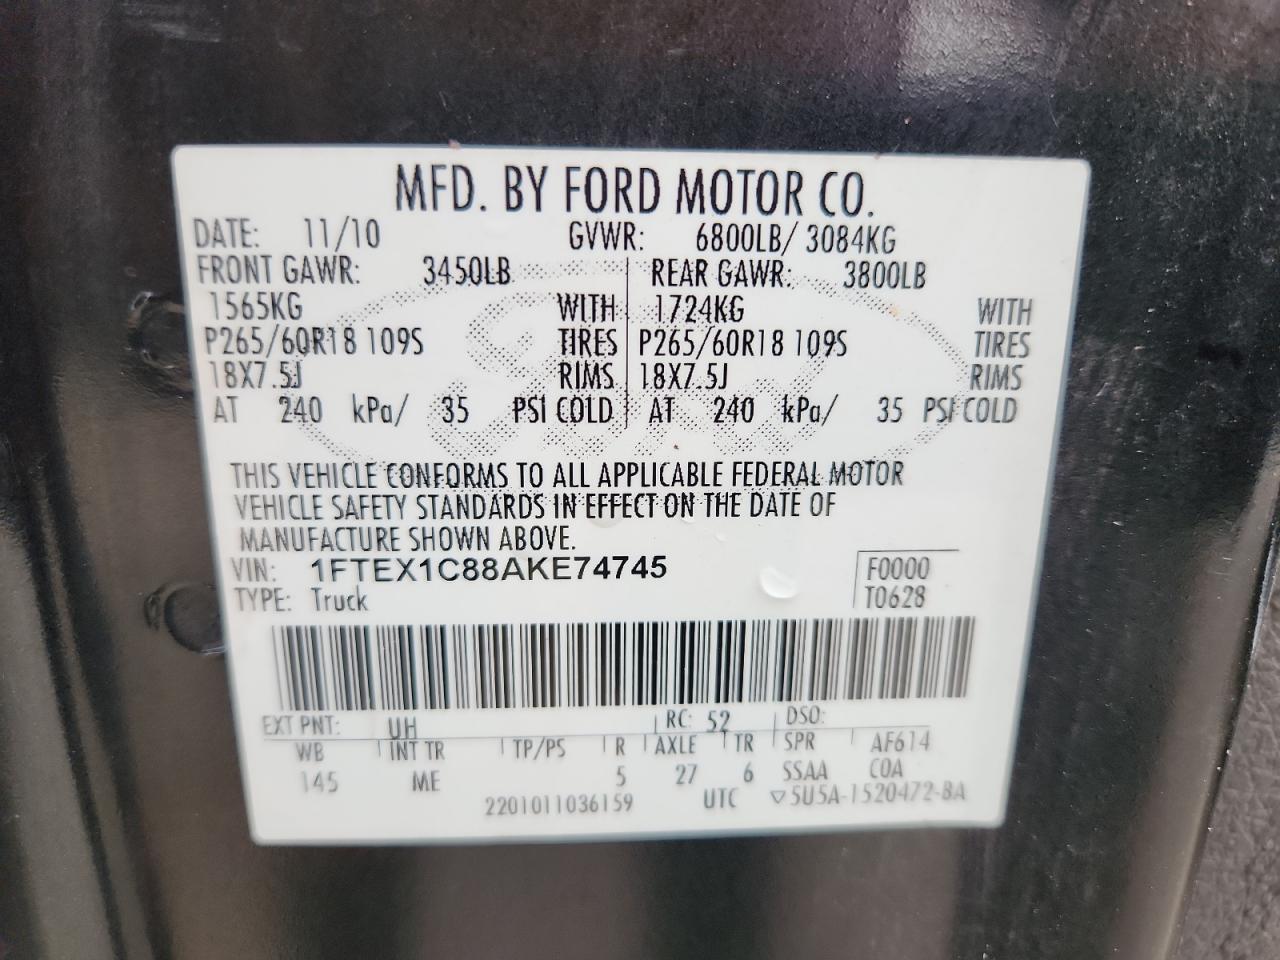 MFD. BY FORD MOTOR CO.
DATE: 11/10 GVWR: 6800LB/ 3084KG
FRONT GAWR: 3450LB REAR GAWR: 3800LB
1565KG WITH 1724KG WITH
P265/60R18 109S TIRES P265/60R18 109S TIRES
18X7.5J RIMS 18X7.5J RIMS
AT 240 kPa/ 35 PSI COLD AT 240 kPa/ 35 PSI COLD
THIS VEHICLE CONFORMS TO ALL APPLICABLE FEDERAL MOTOR
VEHICLE SAFETY STANDARDS IN EFFECT ON THE DATE OF
MANUFACTURE SHOWN ABOVE.
VIN: 1FTEX1C88AKE74745 F0000
TYPE: Truck T0628
EXT PNT: UH RC: 52 DSO:
WB INT TR TP/PS R AXLE TR SPR AF614
145 ME 5 27 6 SSAA COA
2201011036159 UTC ▽5U5A-1520472-BA